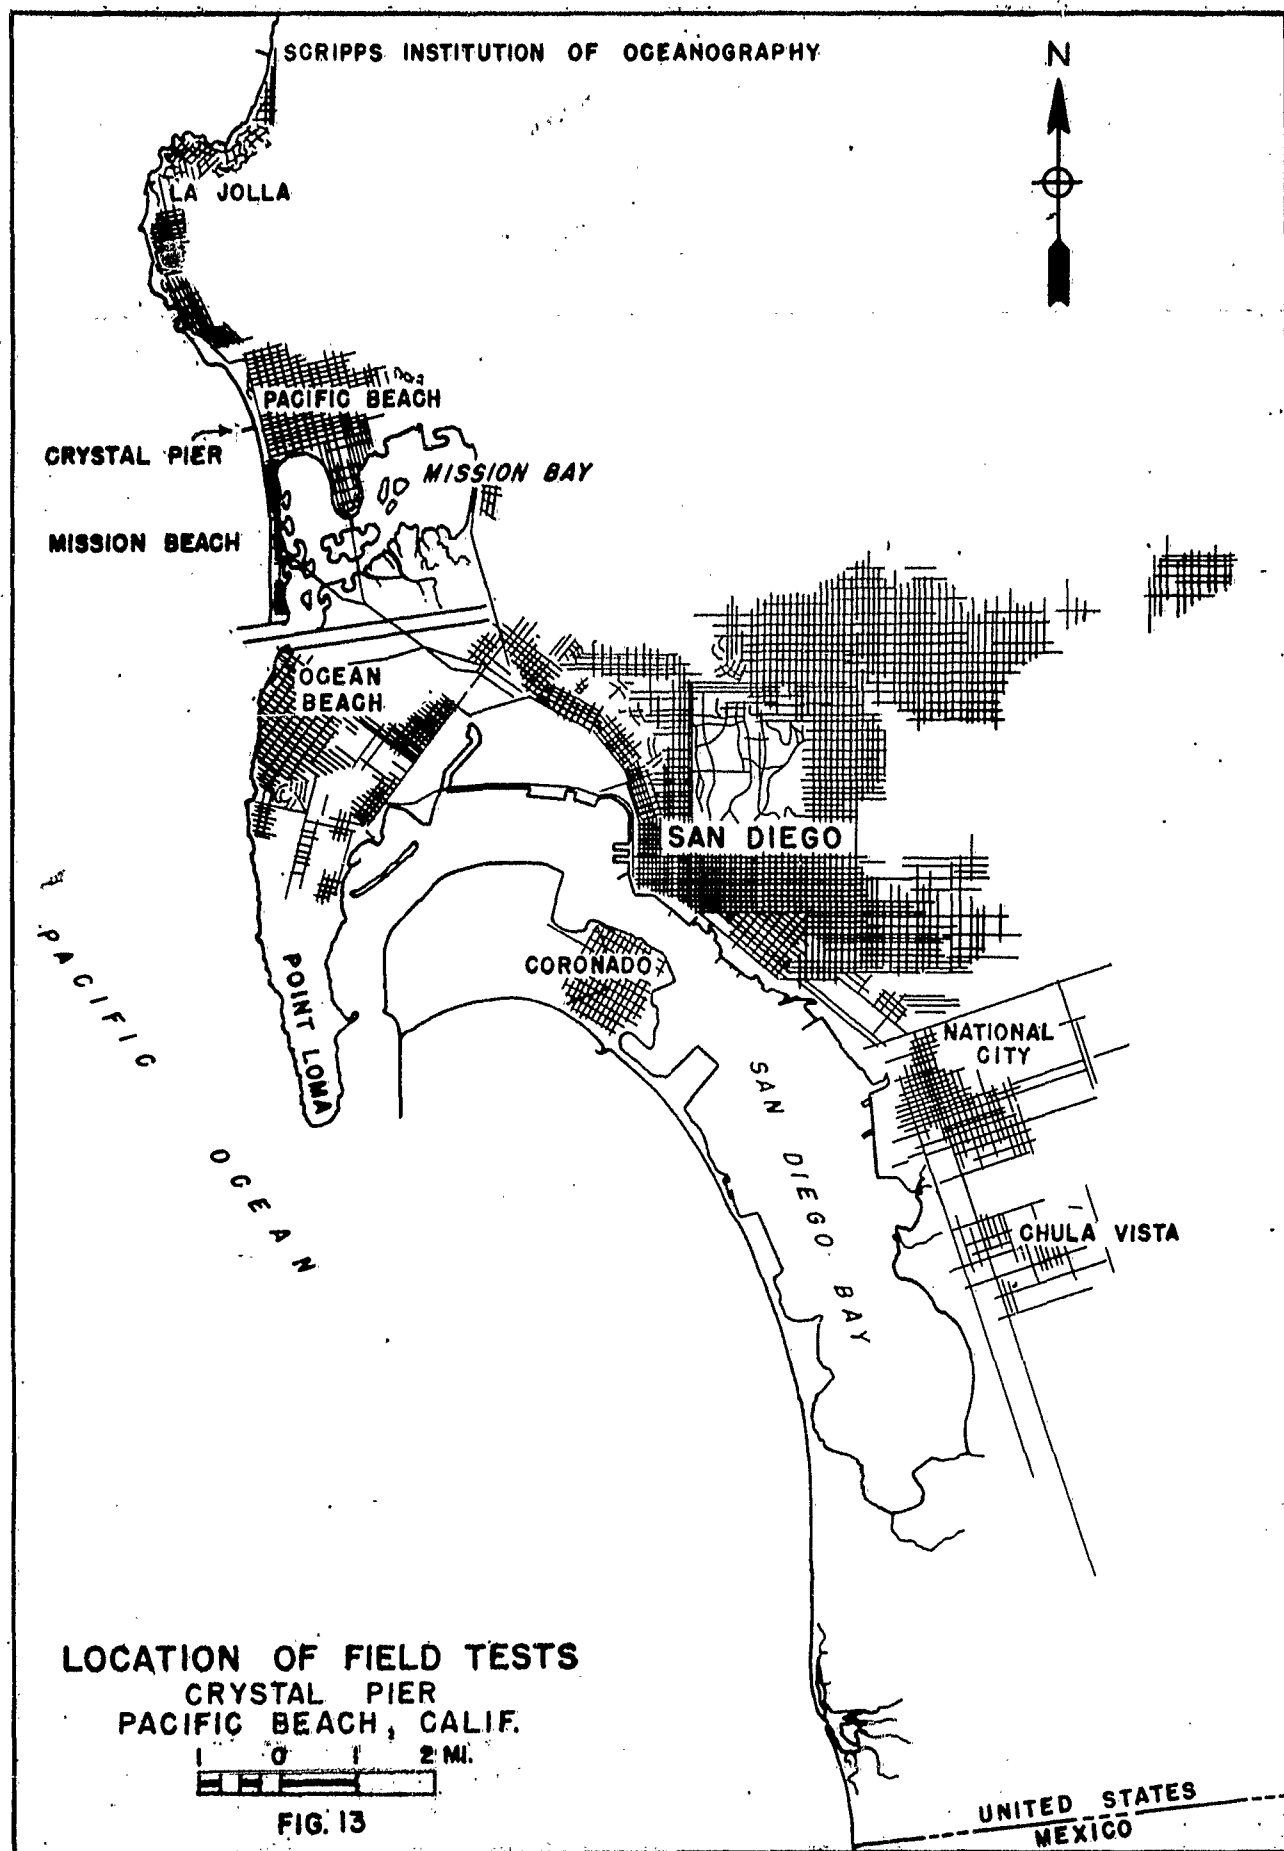 SCRIPPS INSTITUTION OF OCEANOGRAPHY
N
LA JOLLA
PACIFIC BEACH
CRYSTAL PIER
MISSION BAY
MISSION BEACH
OCEAN
BEACH
SAN DIEGO
PACIFIC
OCEAN
POINT LOMA
CORONADO
NATIONAL
CITY
SAN DIEGO BAY
CHULA VISTA
LOCATION OF FIELD TESTS
CRYSTAL PIER
PACIFIC BEACH, CALIF.
1 0 1 2 MI.
FIG. 13
UNITED STATES
MEXICO